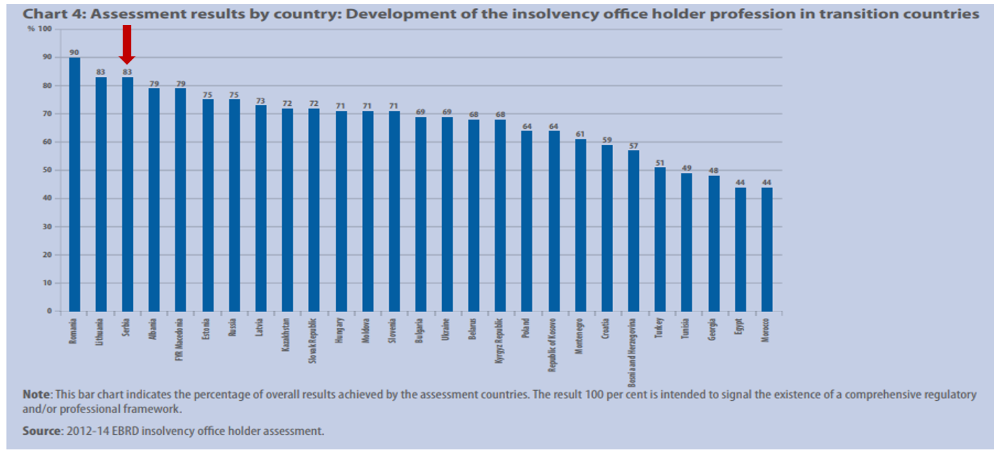 Chart 4: Assessment results by country: Development of the insolvency office holder profession in transition countries
% 100
90
80
70
60
50
40
30
20
10
0
90
83
83
79
79
75
75
73
72
72
71
71
71
69
69
68
68
64
64
61
59
57
51
49
48
44
44
Romania
Lithuania
Serbia
Albania
FYR Macedonia
Estonia
Russia
Latvia
Kazakhstan
Slovak Republic
Hungary
Moldova
Slovenia
Bulgaria
Ukraine
Belarus
Kyrgyz Republic
Poland
Republic of Kosovo
Montenegro
Croatia
Bosnia and Herzegovina
Turkey
Tunisia
Georgia
Egypt
Morocco
Note: This bar chart indicates the percentage of overall results achieved by the assessment countries. The result 100 per cent is intended to signal the existence of a comprehensive regulatory
and/or professional framework.
Source: 2012-14 EBRD insolvency office holder assessment.